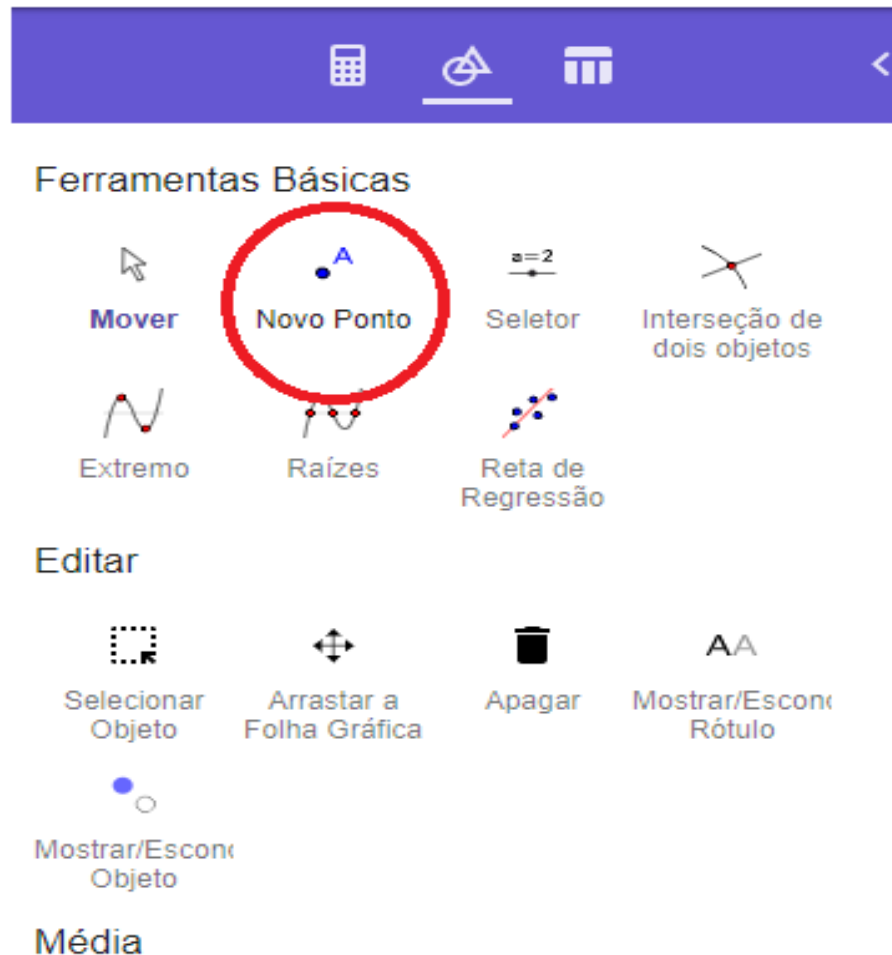 Ferramentas Básicas
A
a=2
Mover
Novo Ponto
Seletor
Interseção de
dois objetos
Extremo
Raízes
Reta de
Regressão
Editar
AA
Selecionar
Objeto
Arrastar a
Folha Gráfica
Apagar
Mostrar/Escon
Rótulo
Mostrar/Escon
Objeto
Média